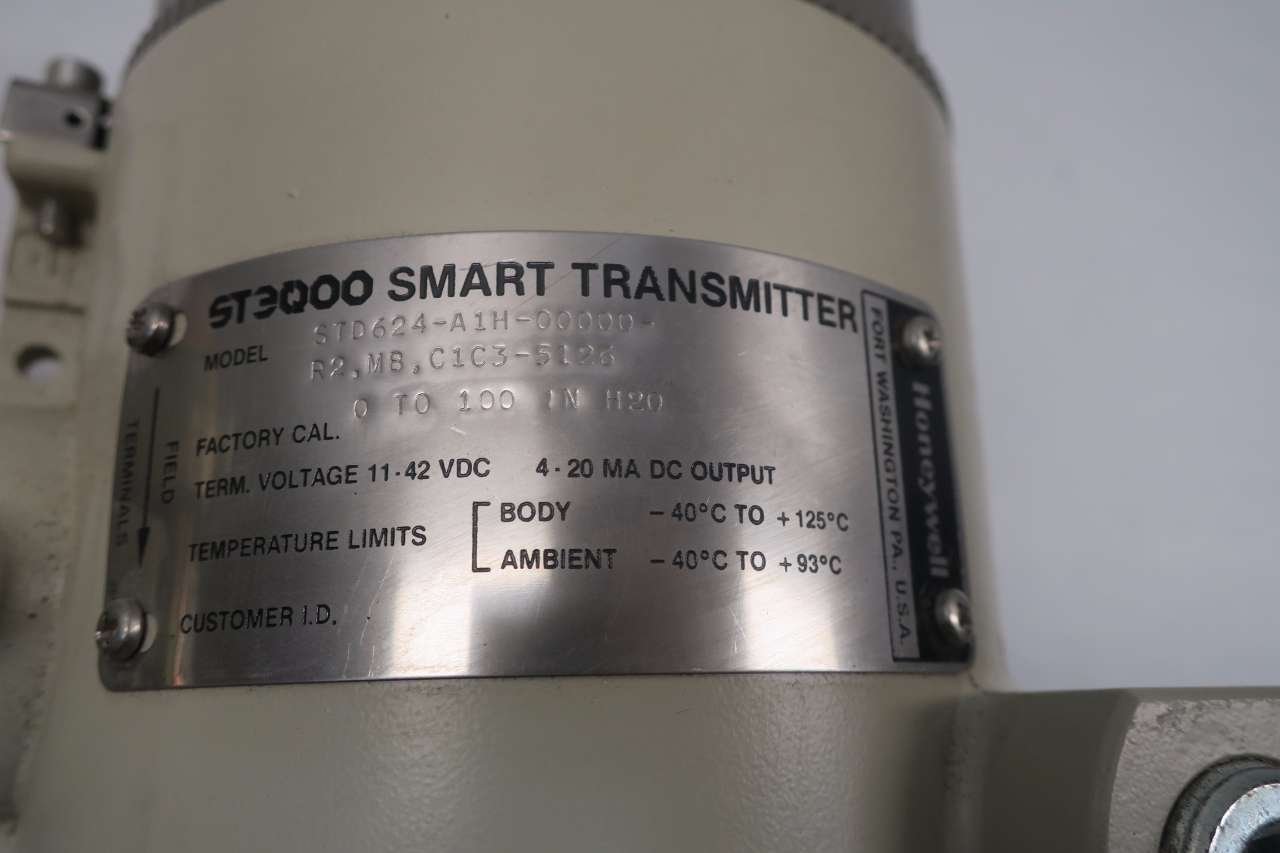 ST3000 SMART TRANSMITTER
MODEL STD624-A1H-00000-
R2,MB,C1C3-5126
0 TO 100 IN H2O
FACTORY CAL.
TERM. VOLTAGE 11-42 VDC 4-20 MA DC OUTPUT
TEMPERATURE LIMITS
BODY -40°C TO +125°C
AMBIENT -40°C TO +93°C
CUSTOMER I.D.
FIELD
TERMINALS
Honeywell
FORT WASHINGTON PA., U.S.A.